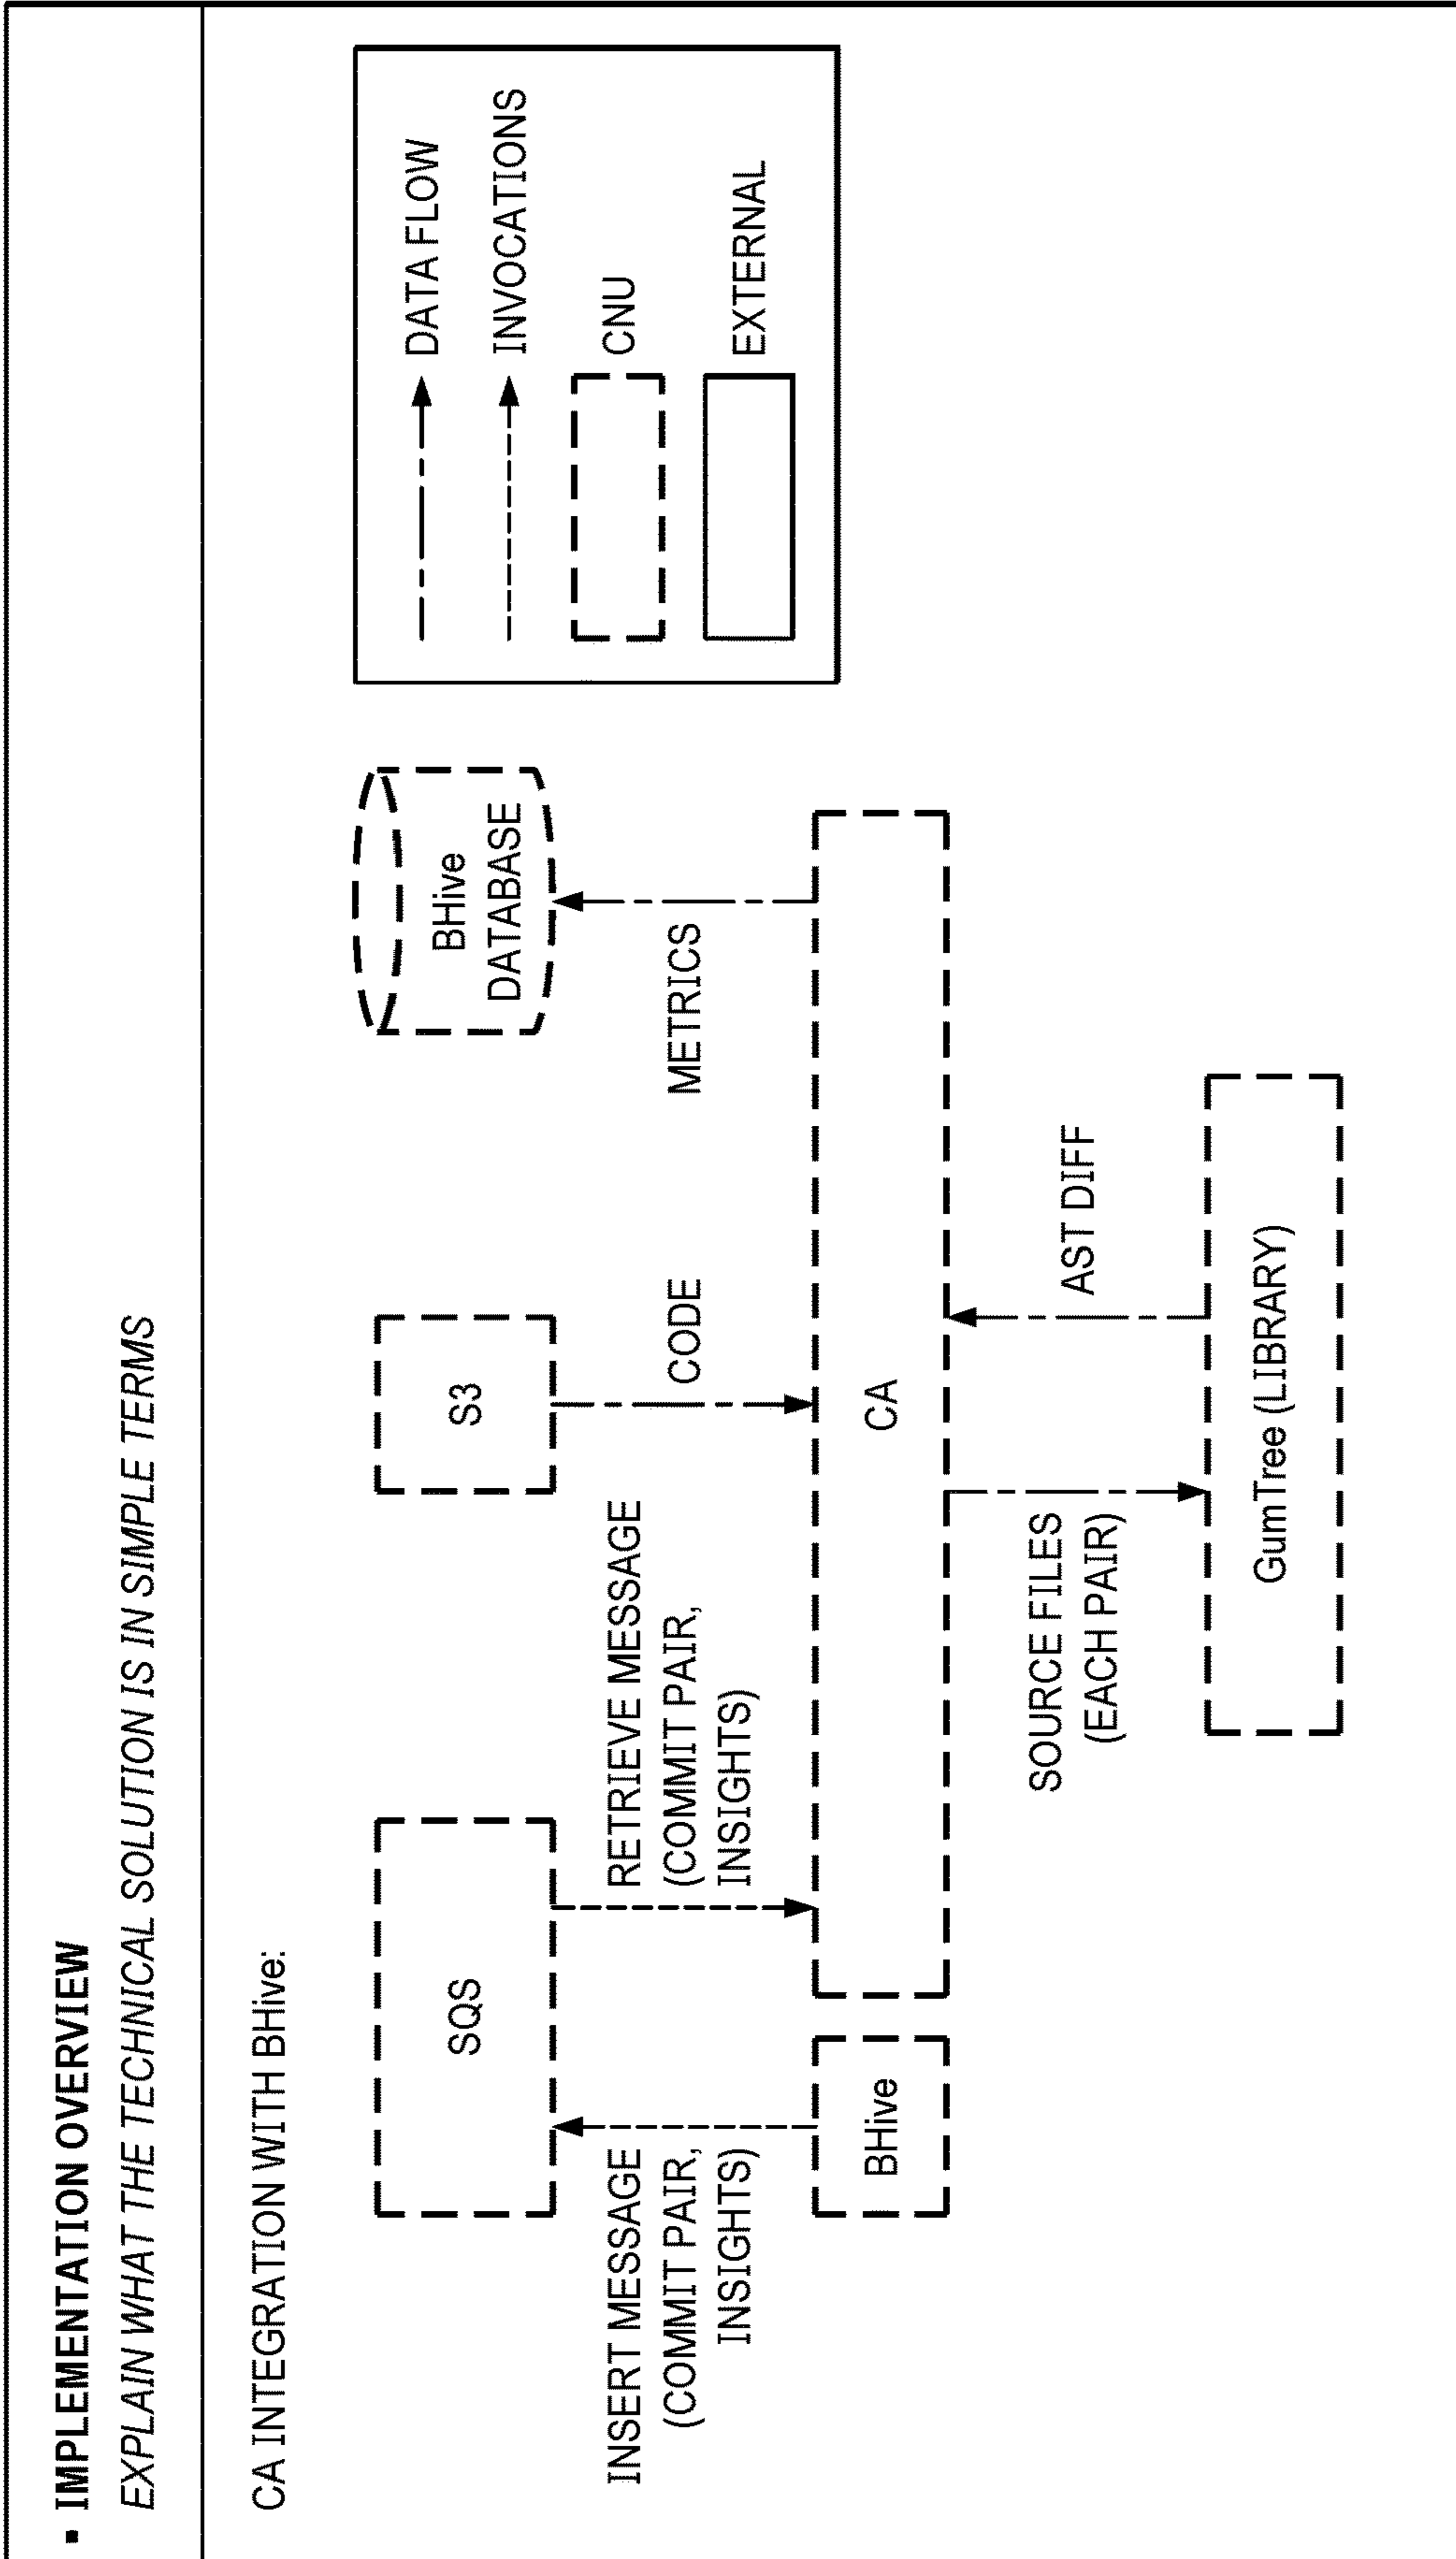 ▪ IMPLEMENTATION OVERVIEW
EXPLAIN WHAT THE TECHNICAL SOLUTION IS IN SIMPLE TERMS
CA INTEGRATION WITH BHive:
SQS
S3
BHive
DATABASE
INSERT MESSAGE
(COMMIT PAIR,
INSIGHTS)
RETRIEVE MESSAGE
(COMMIT PAIR,
INSIGHTS)
CODE
METRICS
BHive
CA
SOURCE FILES
(EACH PAIR)
AST DIFF
GumTree (LIBRARY)
DATA FLOW
INVOCATIONS
CNU
EXTERNAL